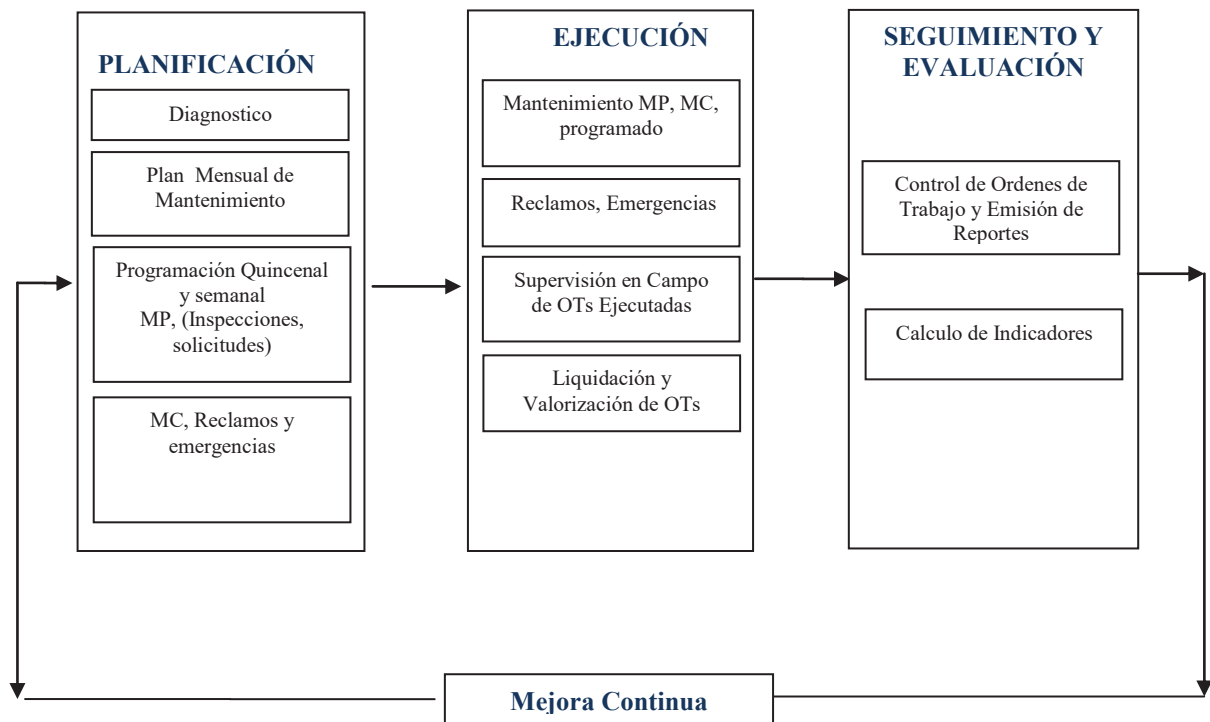 PLANIFICACIÓN
Diagnostico
Plan Mensual de
Mantenimiento
Programación Quincenal
y semanal
MP, (Inspecciones,
solicitudes)
MC, Reclamos y
emergencias
EJECUCIÓN
Mantenimiento MP, MC,
programado
Reclamos, Emergencias
Supervisión en Campo
de OTs Ejecutadas
Liquidación y
Valorización de OTs
SEGUIMIENTO Y
EVALUACIÓN
Control de Ordenes de
Trabajo y Emisión de
Reportes
Calculo de Indicadores
Mejora Continua